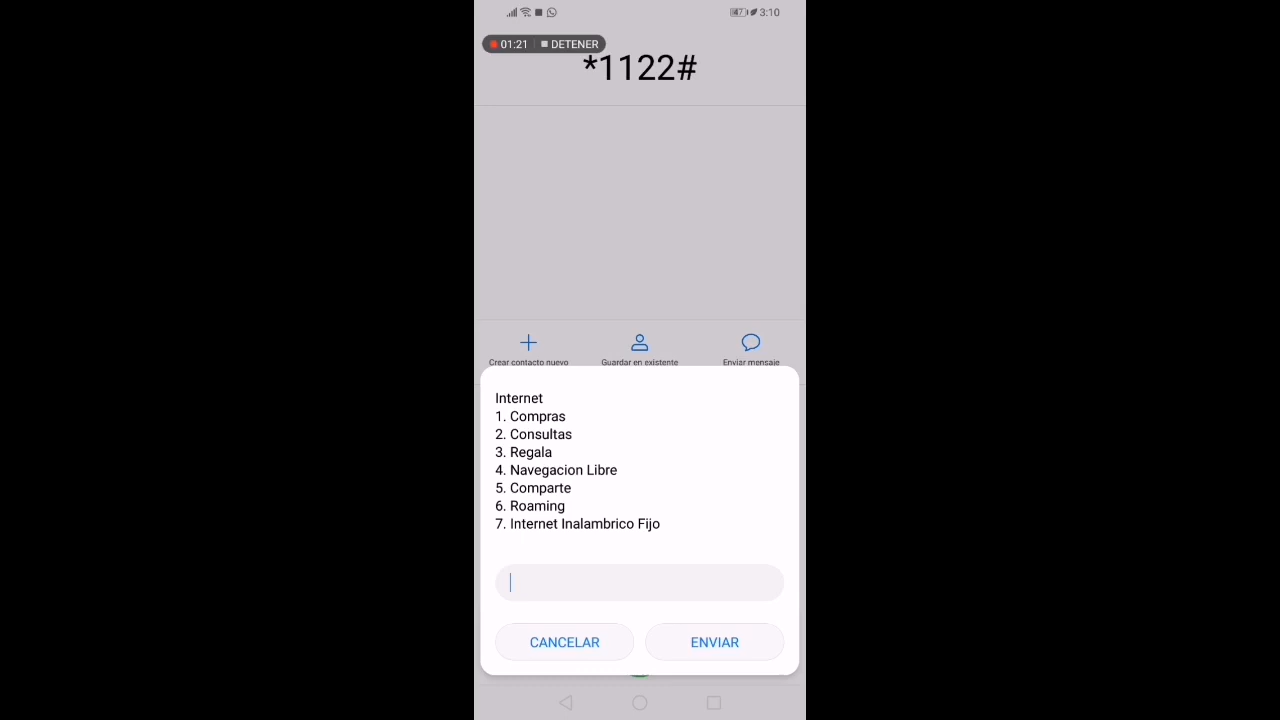 47 3:10
01:21 DETENER
*1122#
Crear contacto nuevo Guardar en existente Enviar mensaje
Internet
1. Compras
2. Consultas
3. Regala
4. Navegacion Libre
5. Comparte
6. Roaming
7. Internet Inalambrico Fijo
CANCELAR ENVIAR